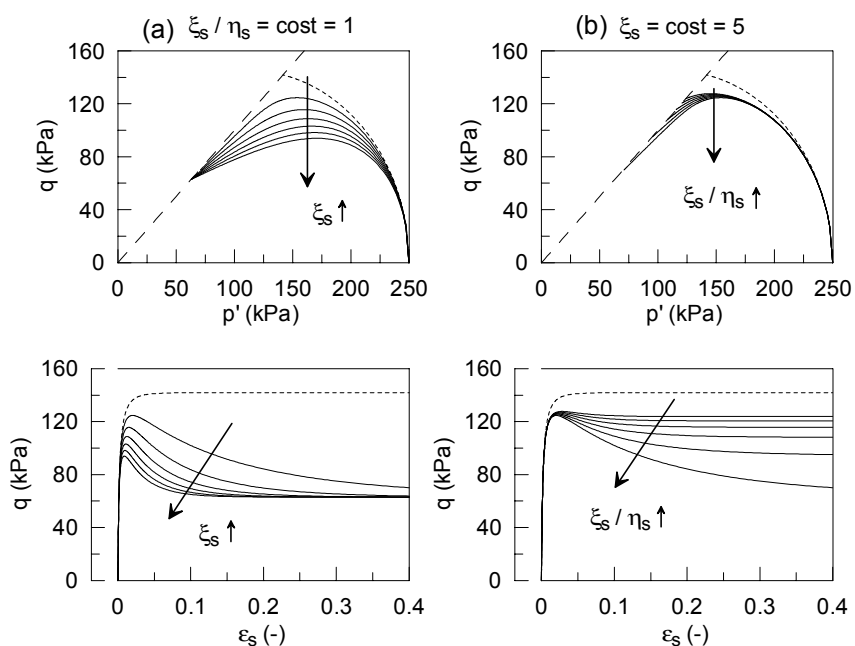 (a) ξs / ηs = cost = 1
(b) ξs = cost = 5
160
120
80
40
0
q (kPa)
ξs ↑
0 50 100 150 200 250
p' (kPa)
160
120
80
40
0
q (kPa)
ξs / ηs ↑
0 50 100 150 200 250
p' (kPa)
160
120
80
40
0
q (kPa)
ξs ↑
0 0.1 0.2 0.3 0.4
εs (-)
160
120
80
40
0
q (kPa)
ξs / ηs ↑
0 0.1 0.2 0.3 0.4
εs (-)